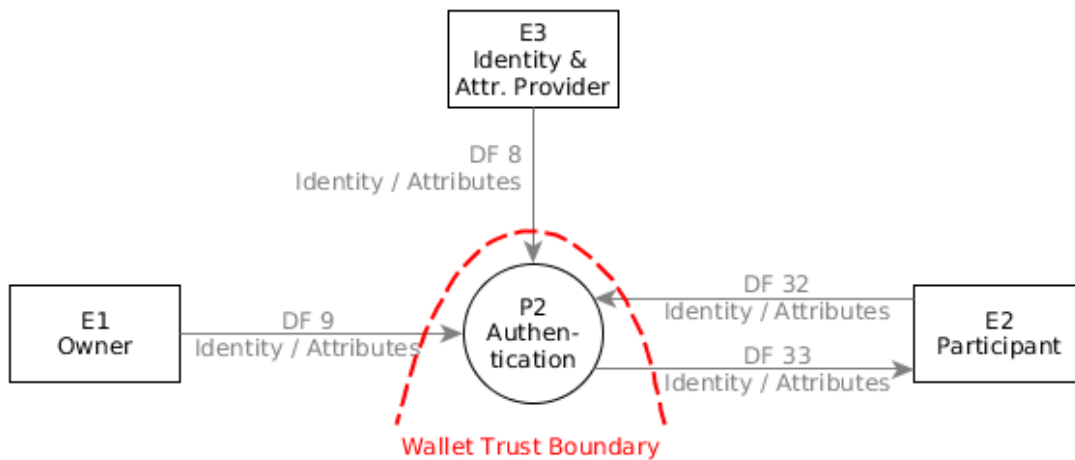 E3
Identity &
Attr. Provider
DF 8
Identity / Attributes
E1
Owner
DF 9
Identity / Attributes
P2
Authen-
tication
DF 32
Identity / Attributes
DF 33
Identity / Attributes
E2
Participant
Wallet Trust Boundary